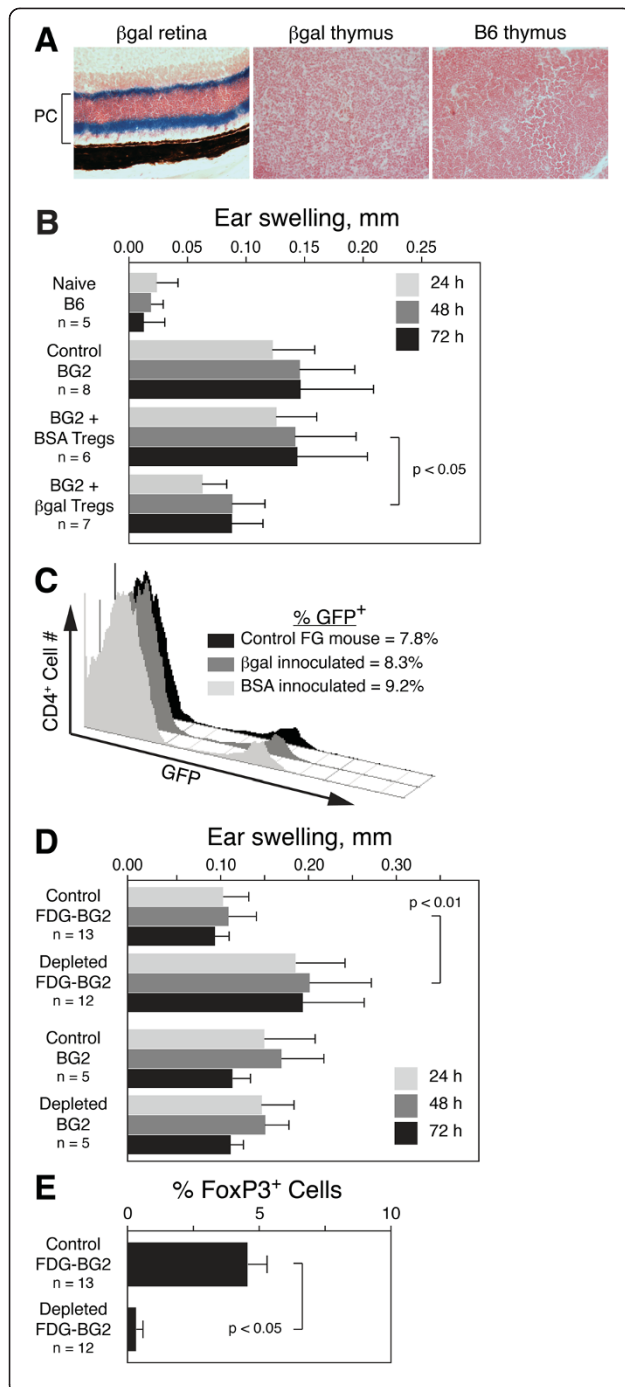 A
βgal retina βgal thymus B6 thymus
PC
B
Ear swelling, mm
0.00 0.05 0.10 0.15 0.20 0.25
Naive
B6
n = 5
24 h
48 h
72 h
Control
BG2
n = 8
BG2 +
BSA Tregs
n = 6
p < 0.05
BG2 +
βgal Tregs
n = 7
C
CD4+ Cell #
GFP
% GFP+
Control FG mouse = 7.8%
βgal innoculated = 8.3%
BSA innoculated = 9.2%
D
Ear swelling, mm
0.00 0.10 0.20 0.30
Control
FDG-BG2
n = 13
p < 0.01
Depleted
FDG-BG2
n = 12
Control
BG2
n = 5
24 h
48 h
72 h
Depleted
BG2
n = 5
E
% FoxP3+ Cells
0 5 10
Control
FDG-BG2
n = 13
p < 0.05
Depleted
FDG-BG2
n = 12